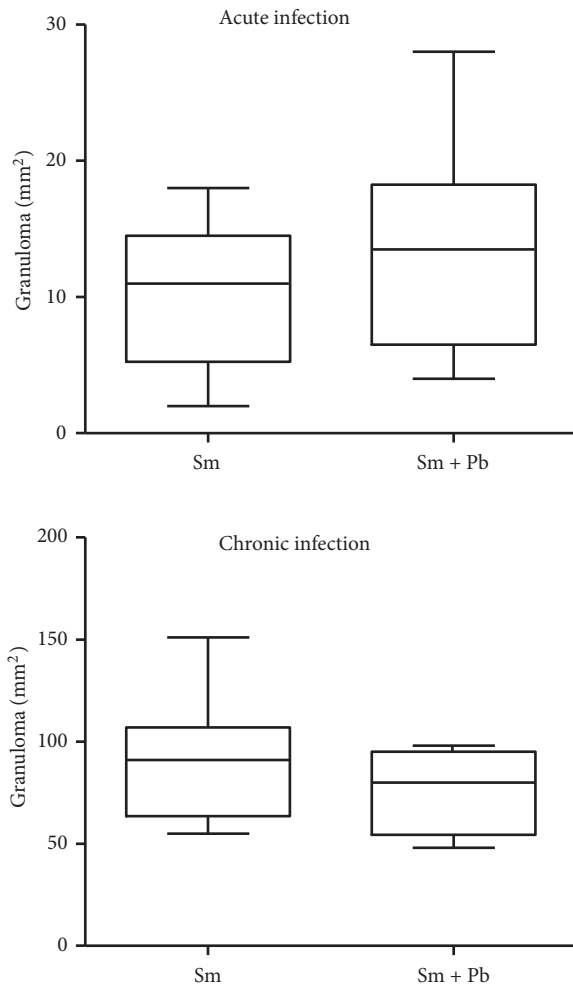 Acute infection
30
20
10
0
Granuloma (mm²)
Sm
Sm + Pb
Chronic infection
200
150
100
50
0
Granuloma (mm²)
Sm
Sm + Pb